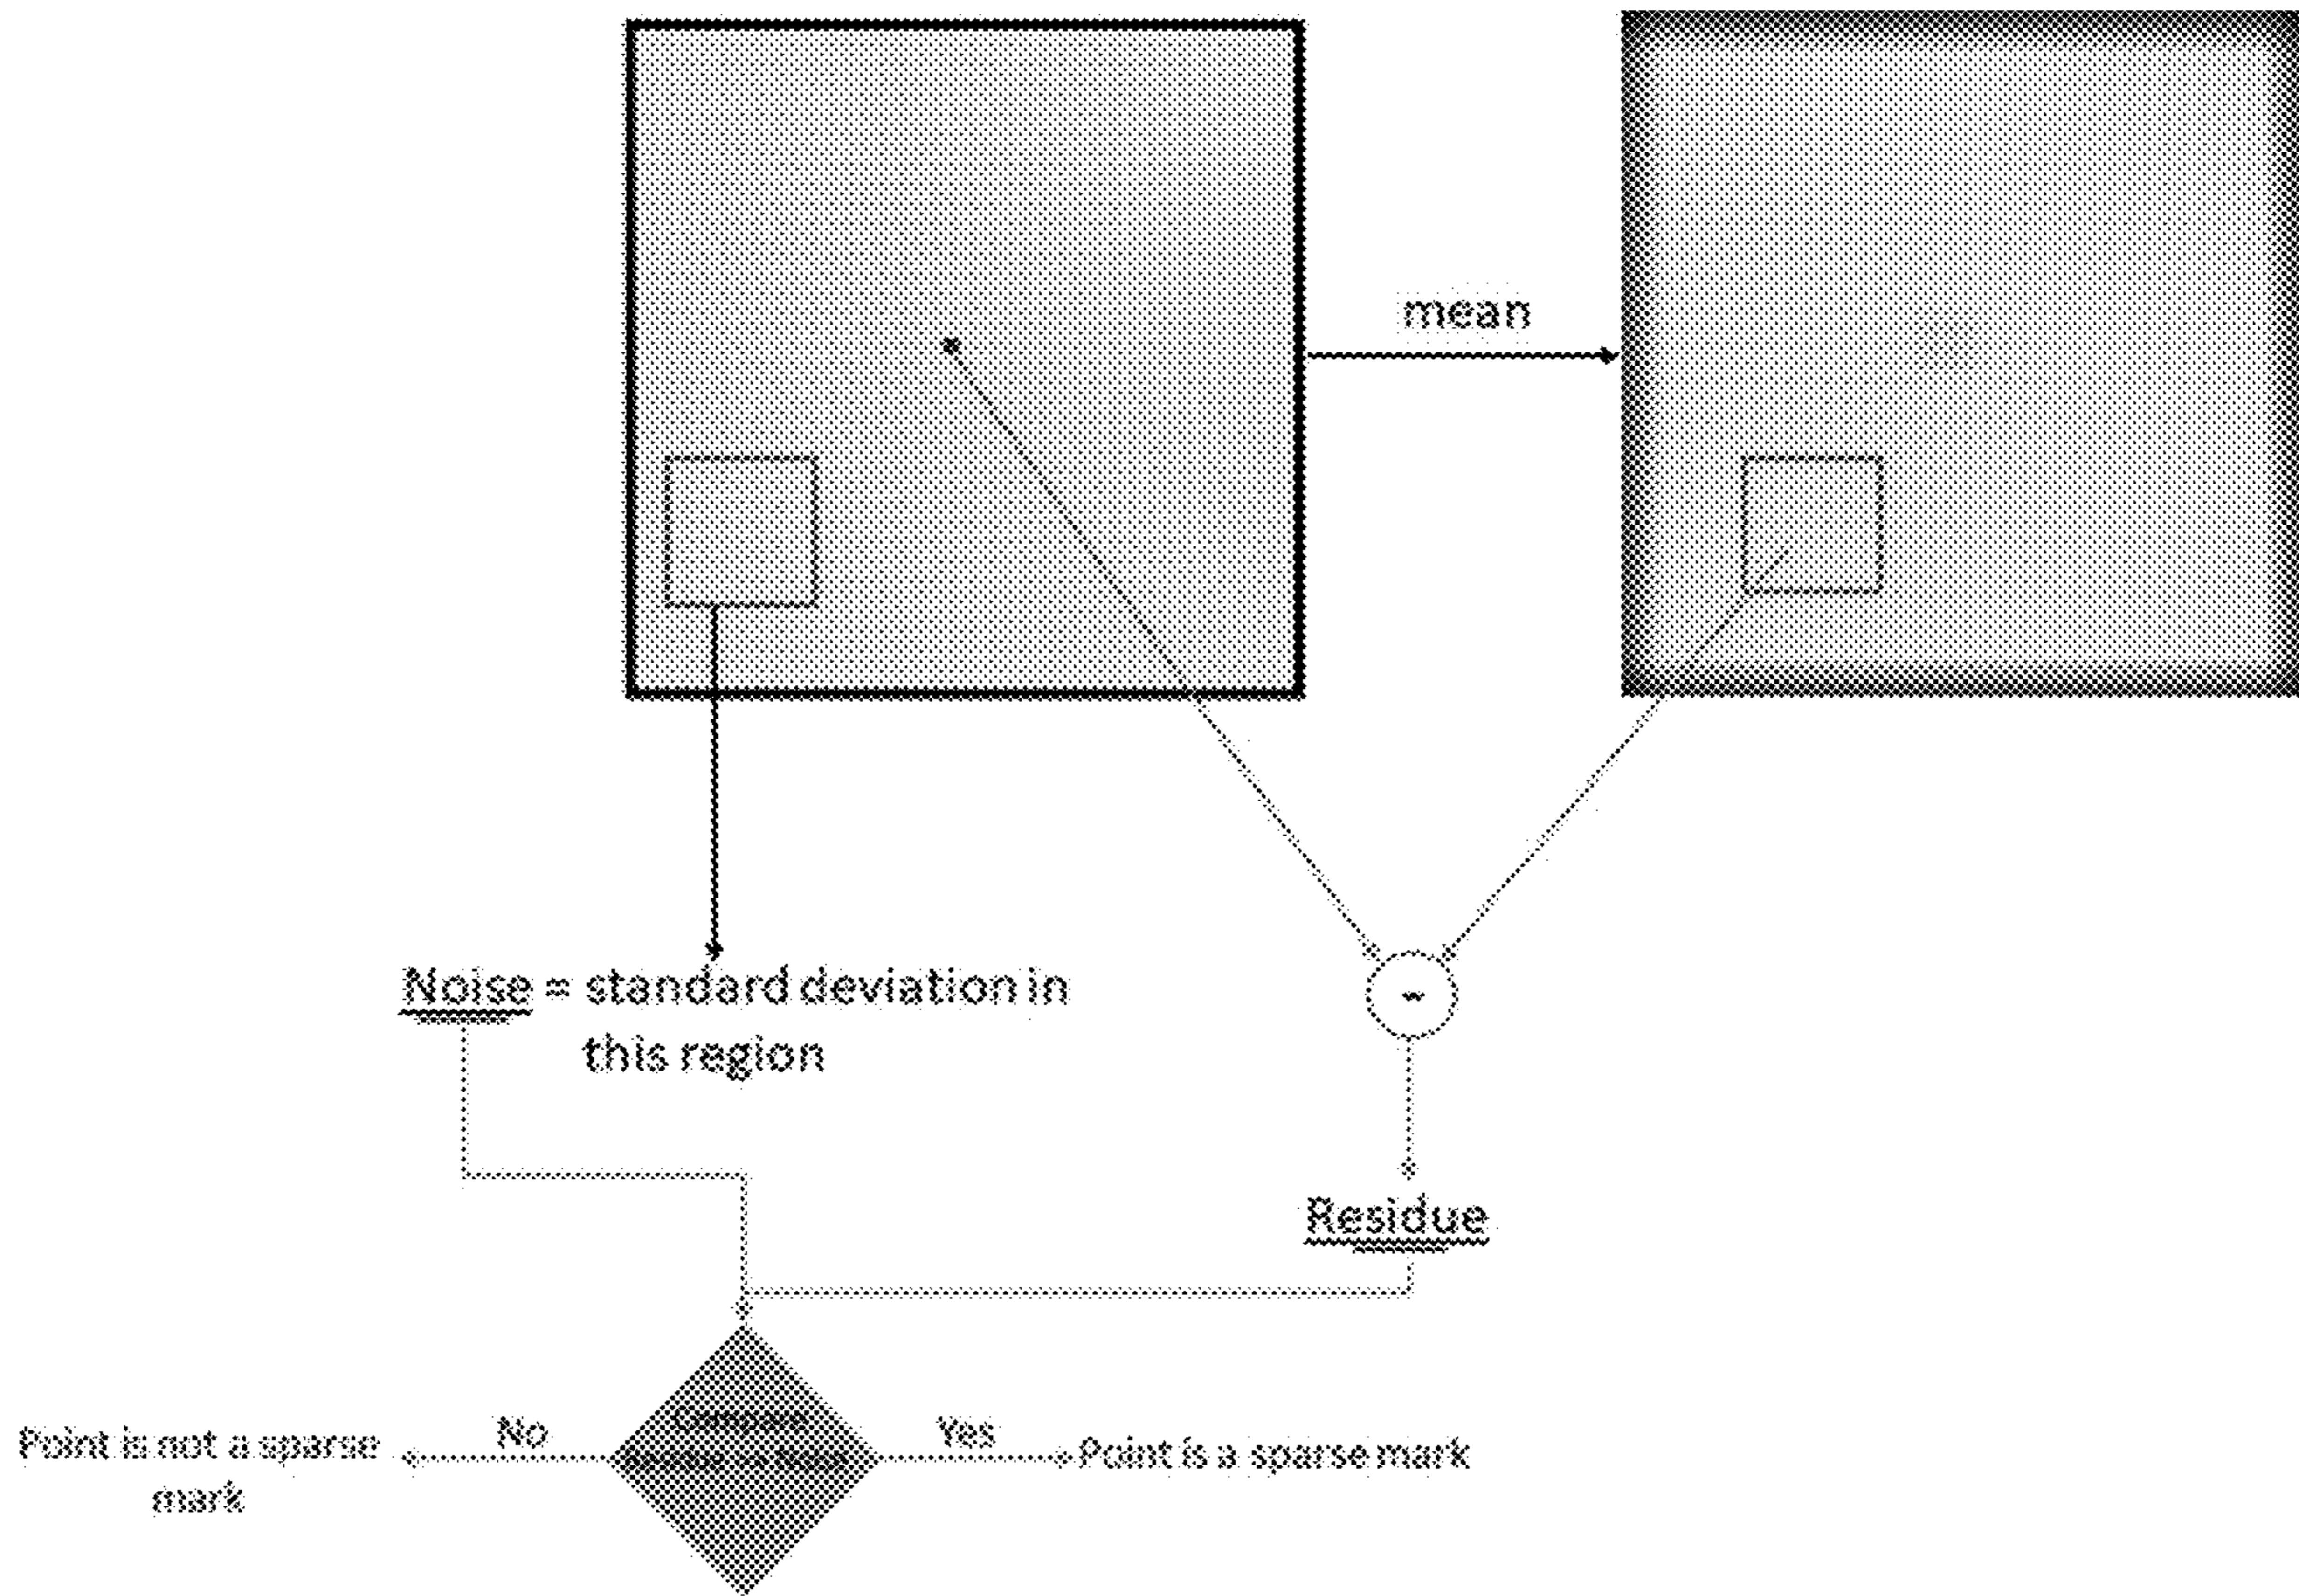 mean
Noise = standard deviation in
this region
-
Residue
No
Yes
Point is not a sparse
mark
Point is a sparse mark
Compare